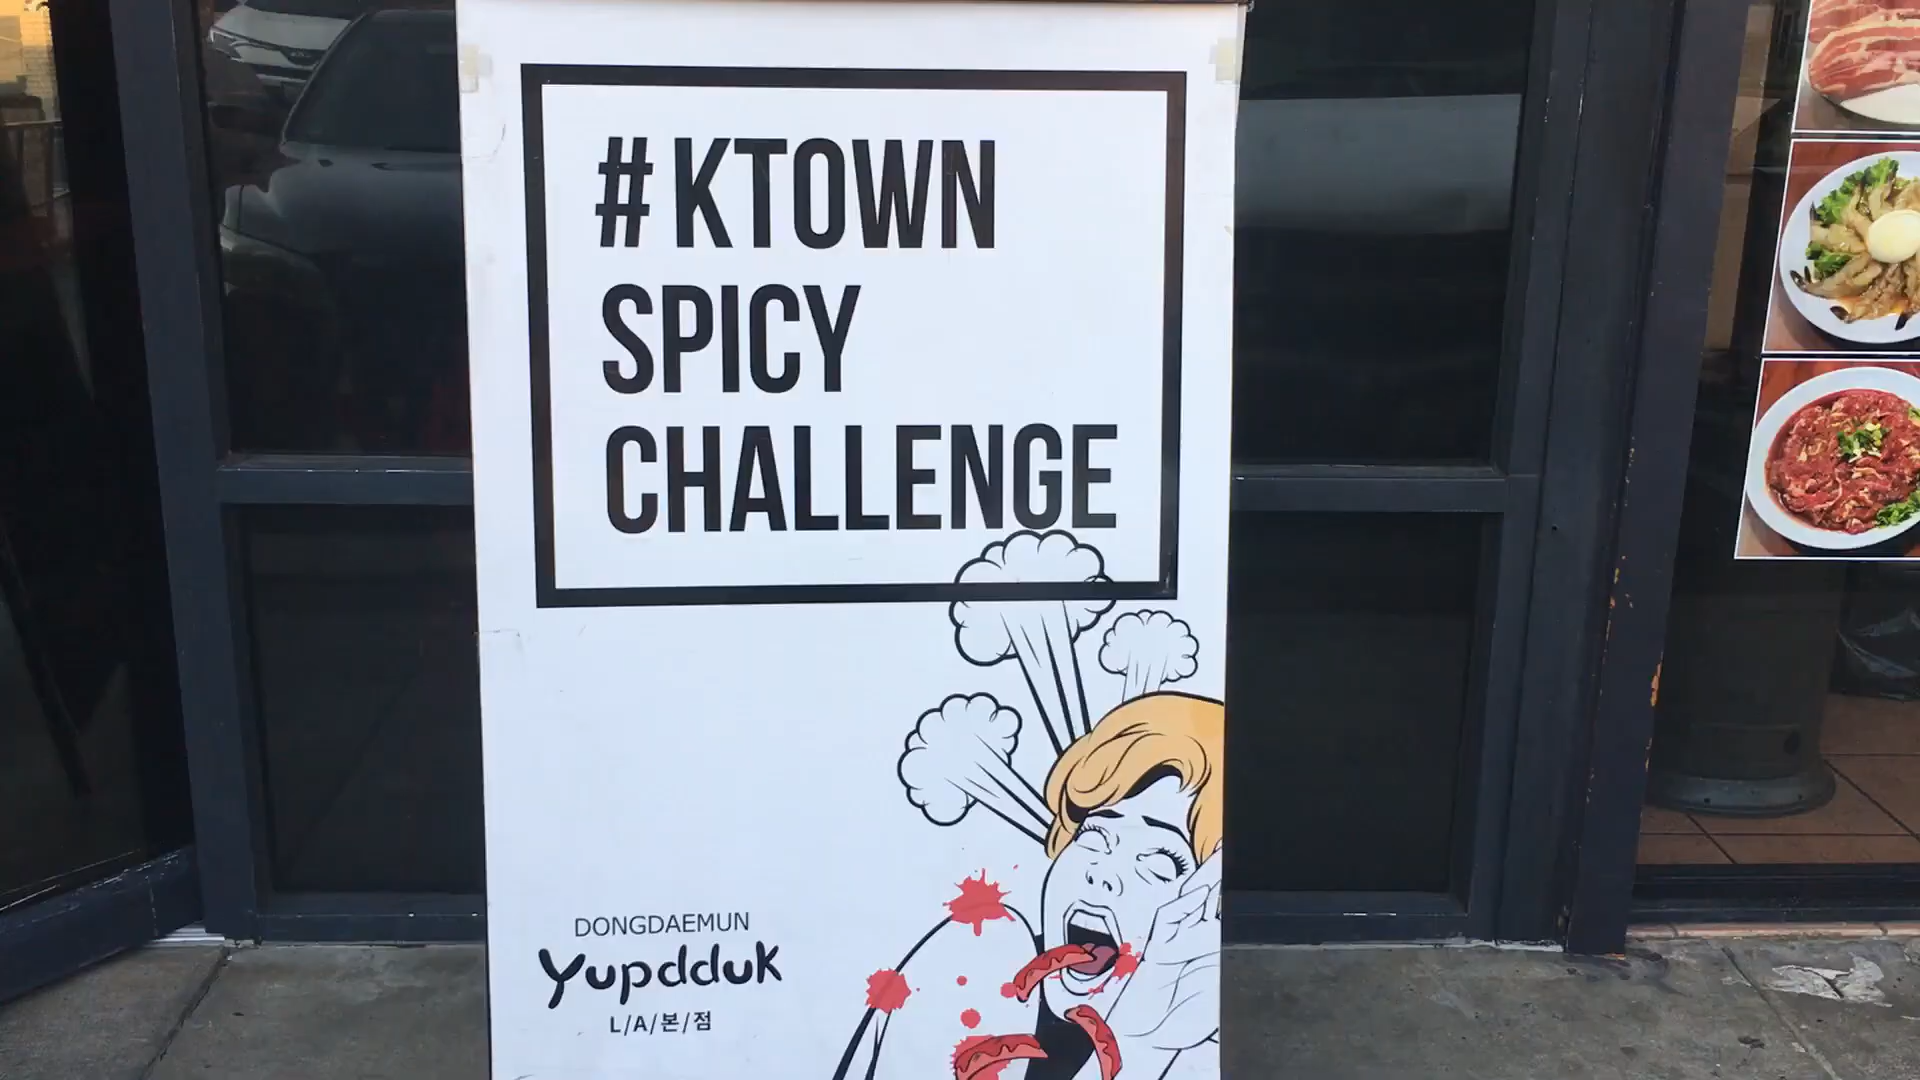 # KTOWN
SPICY
CHALLENGE
DONGDAEMUN
Yupdduk
L/A/본/점